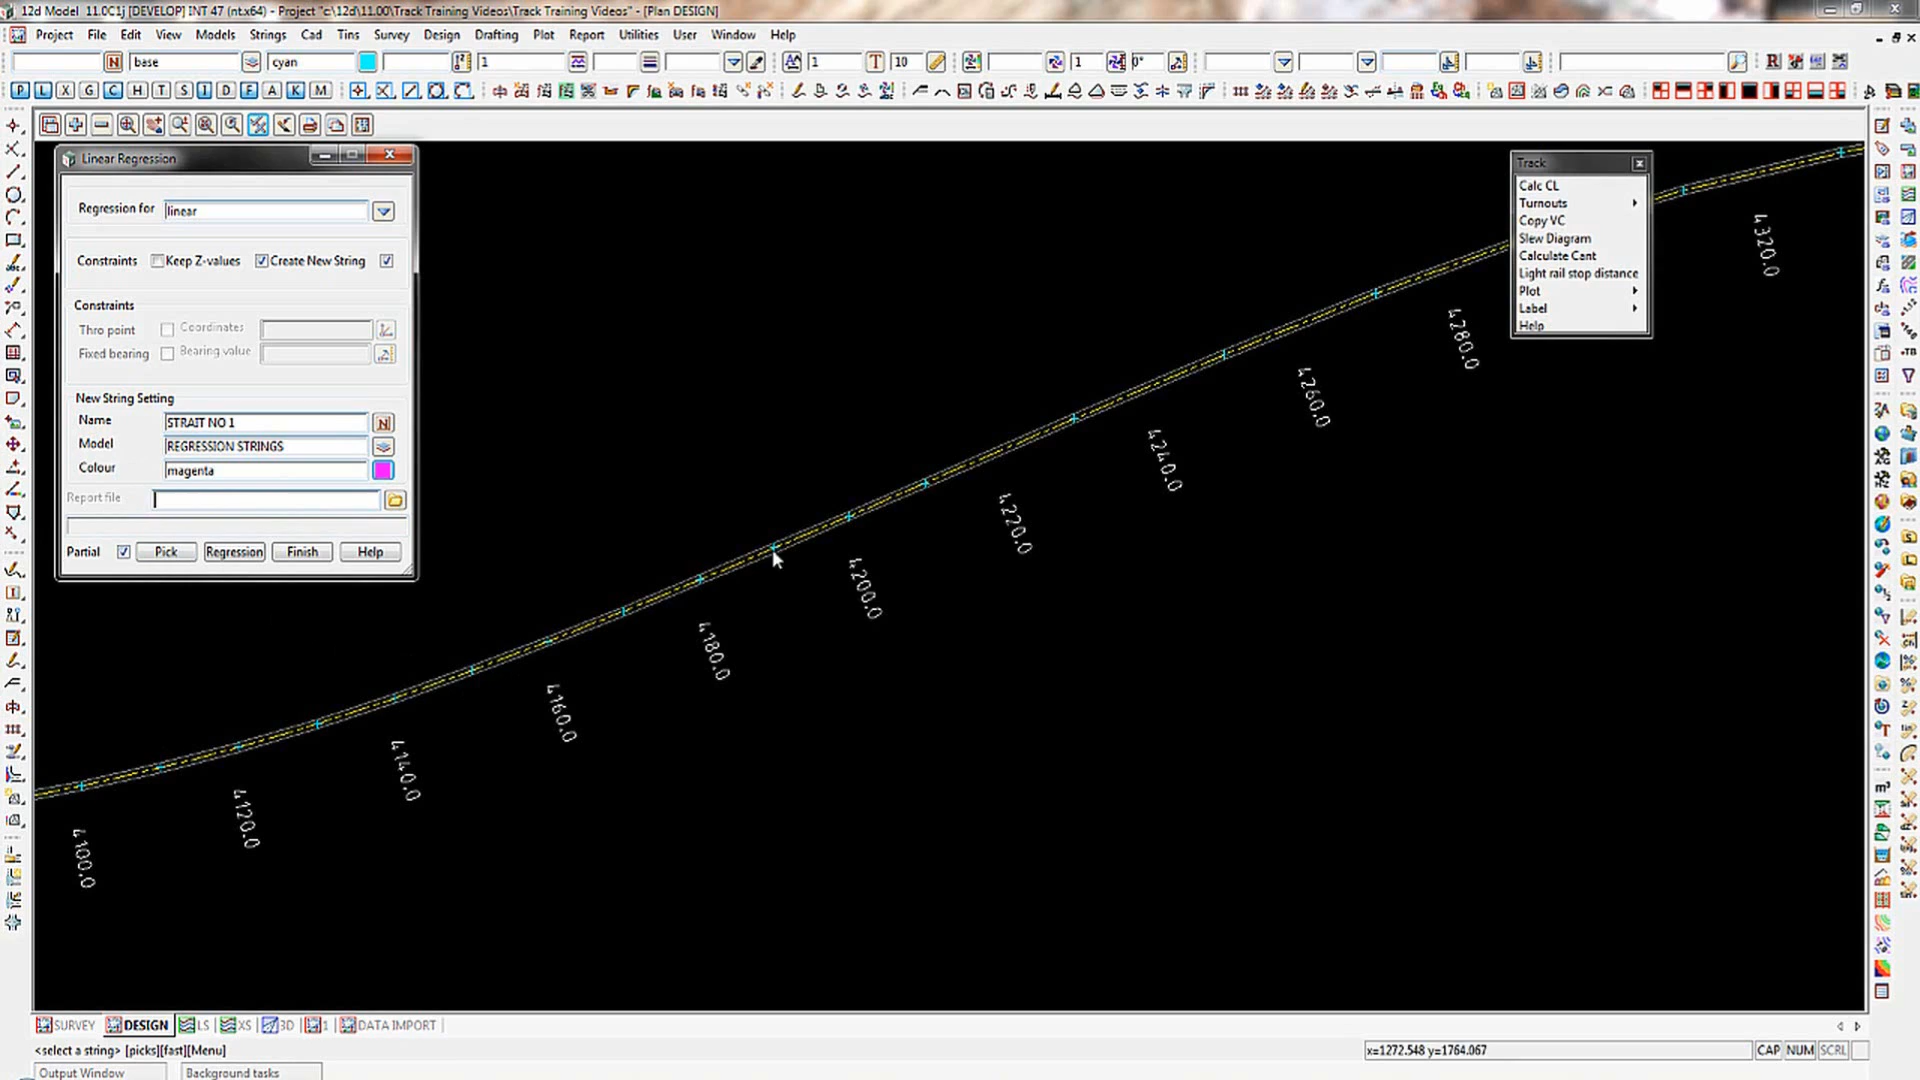 12d Model 11.0C1j [DEVELOP] INT 47 (nt.x64) - Project "c:\12d\11.00\Track Training Videos\Track Training Videos" - [Plan DESIGN]
Project File Edit View Models Strings Cad Tins Survey Design Drafting Plot Report Utilities User Window Help
base cyan 1 1 T 10 1 0° R
P L X G C H T S I D F A K M
Linear Regression
Regression for linear
Constraints Keep Z-values Create New String
Constraints
Thro point Coordinates
Fixed bearing Bearing value
New String Setting
Name STRAIT NO 1
Model REGRESSION STRINGS
Colour magenta
Report file
Partial Pick Regression Finish Help
Track
Calc CL
Turnouts
Copy VC
Slew Diagram
Calculate Cant
Light rail stop distance
Plot
Label
Help
4320.0
4280.0
4260.0
4240.0
4220.0
4200.0
4180.0
4160.0
4140.0
4120.0
4100.0
SURVEY DESIGN LS XS 3D 1 DATA IMPORT
<select a string> [picks][fast][Menu]
x=1272.548 y=1764.067 CAP NUM SCRL
Output Window Background tasks